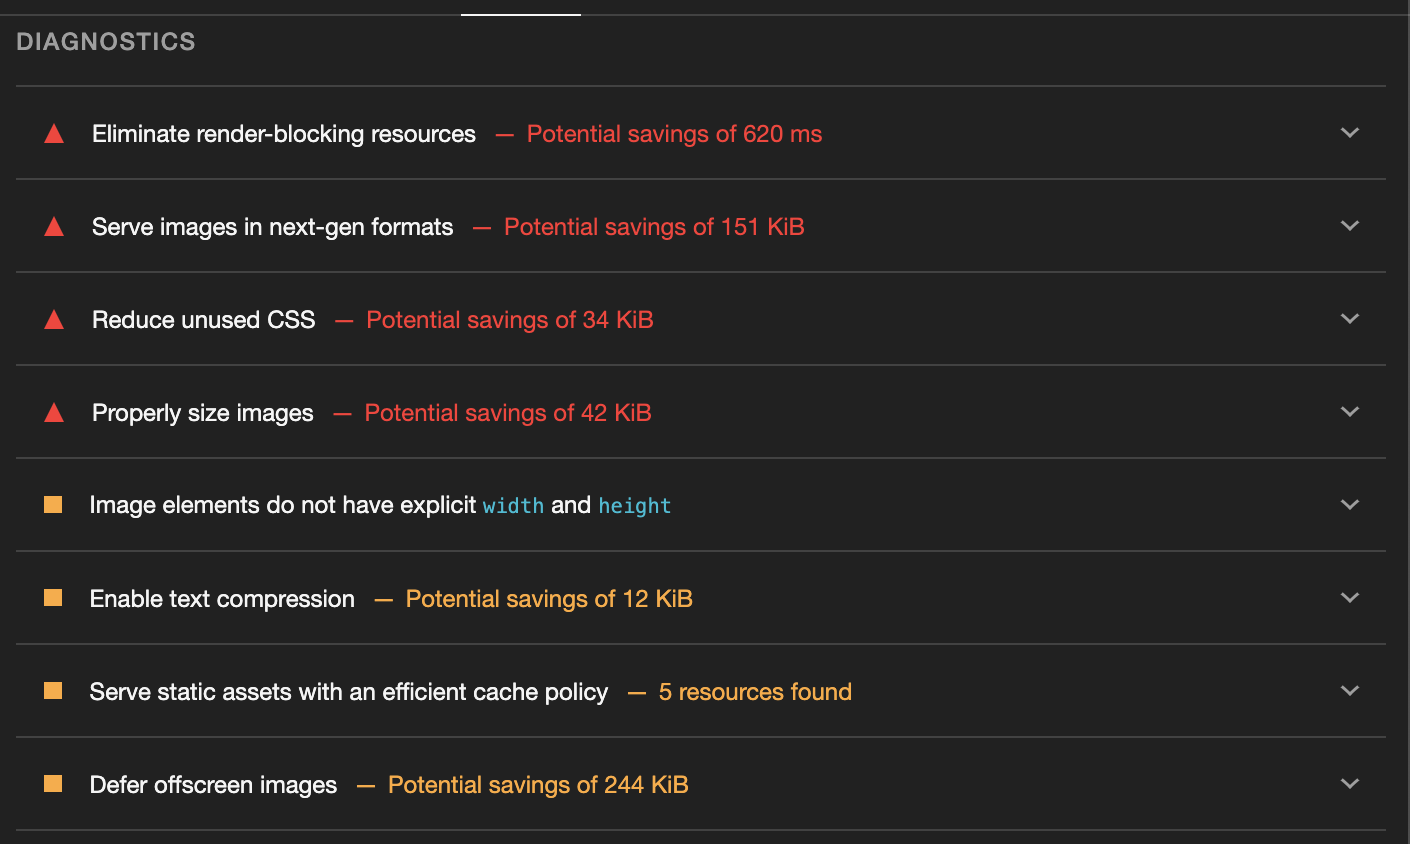 DIAGNOSTICS
Eliminate render-blocking resources — Potential savings of 620 ms
Serve images in next-gen formats — Potential savings of 151 KiB
Reduce unused CSS — Potential savings of 34 KiB
Properly size images — Potential savings of 42 KiB
Image elements do not have explicit width and height
Enable text compression — Potential savings of 12 KiB
Serve static assets with an efficient cache policy — 5 resources found
Defer offscreen images — Potential savings of 244 KiB